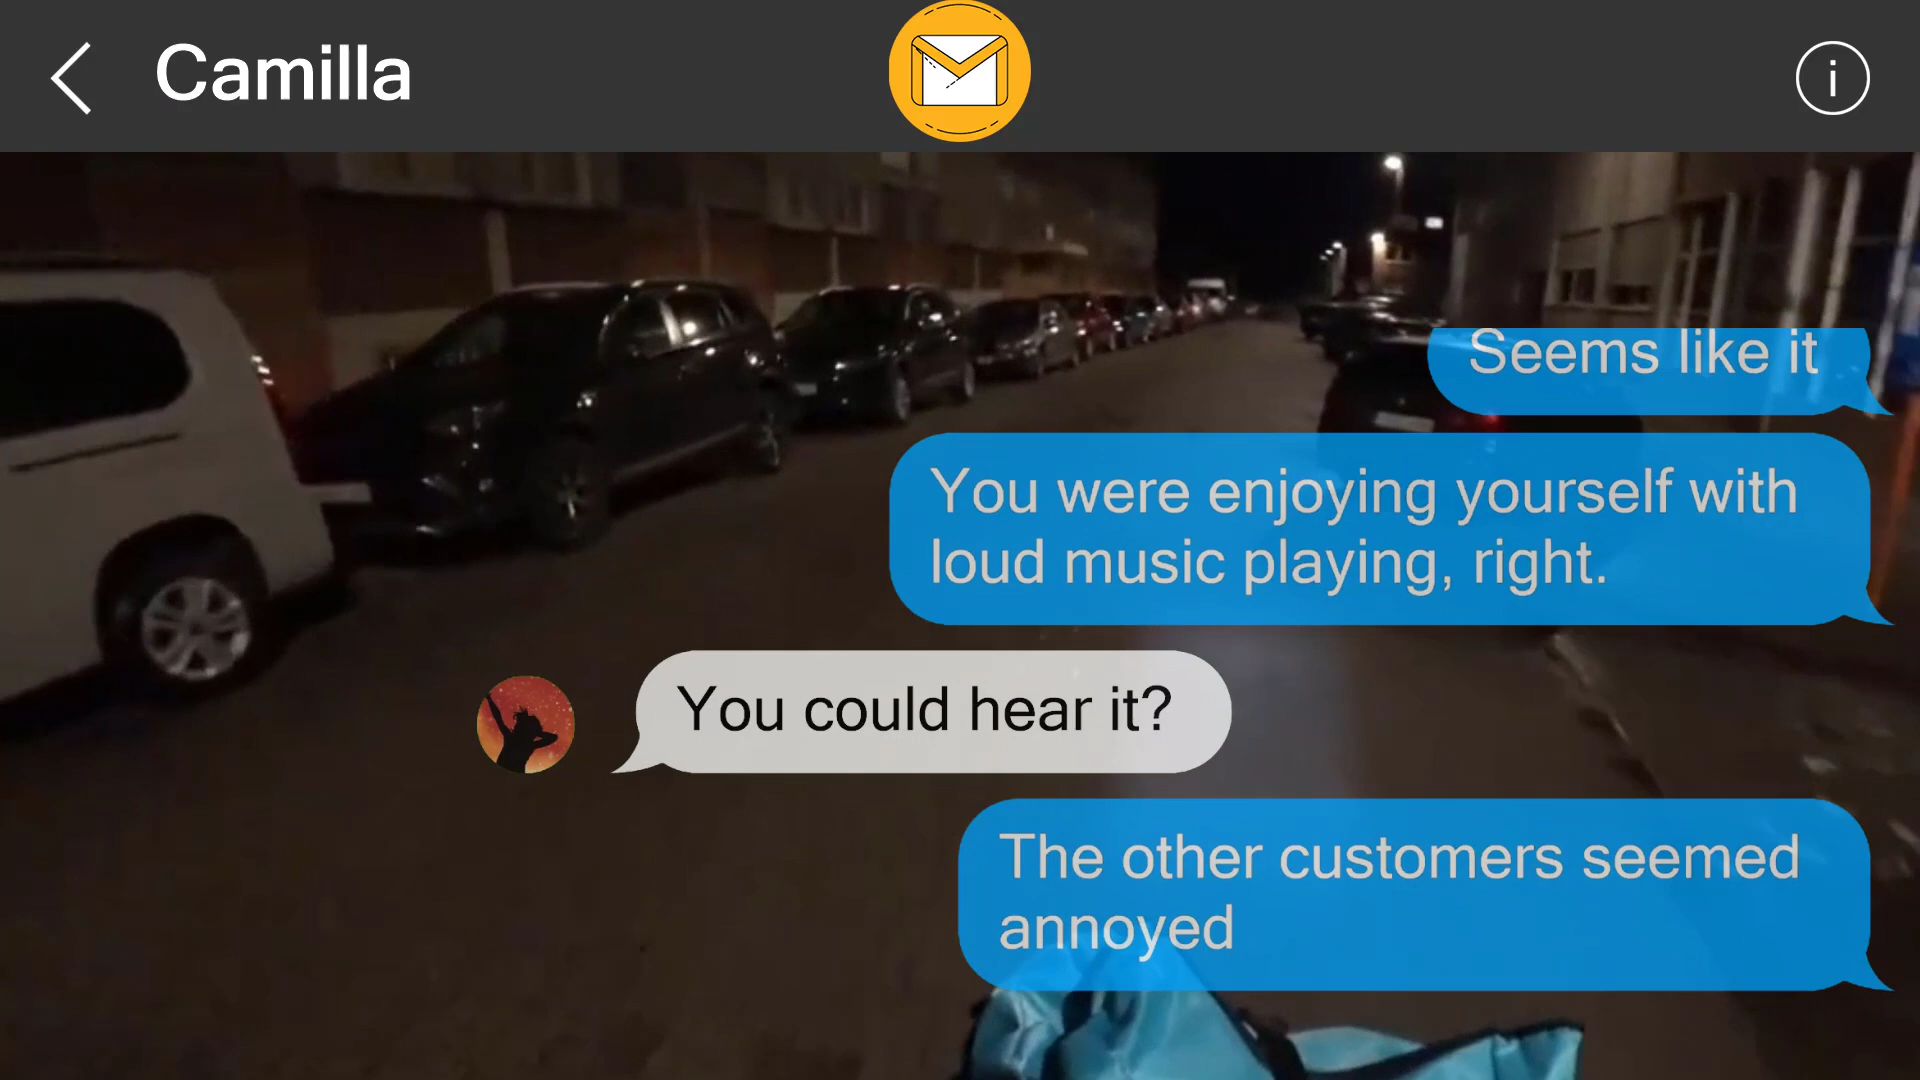 Camilla
i
Seems like it
You were enjoying yourself with
loud music playing, right.
You could hear it?
The other customers seemed
annoyed